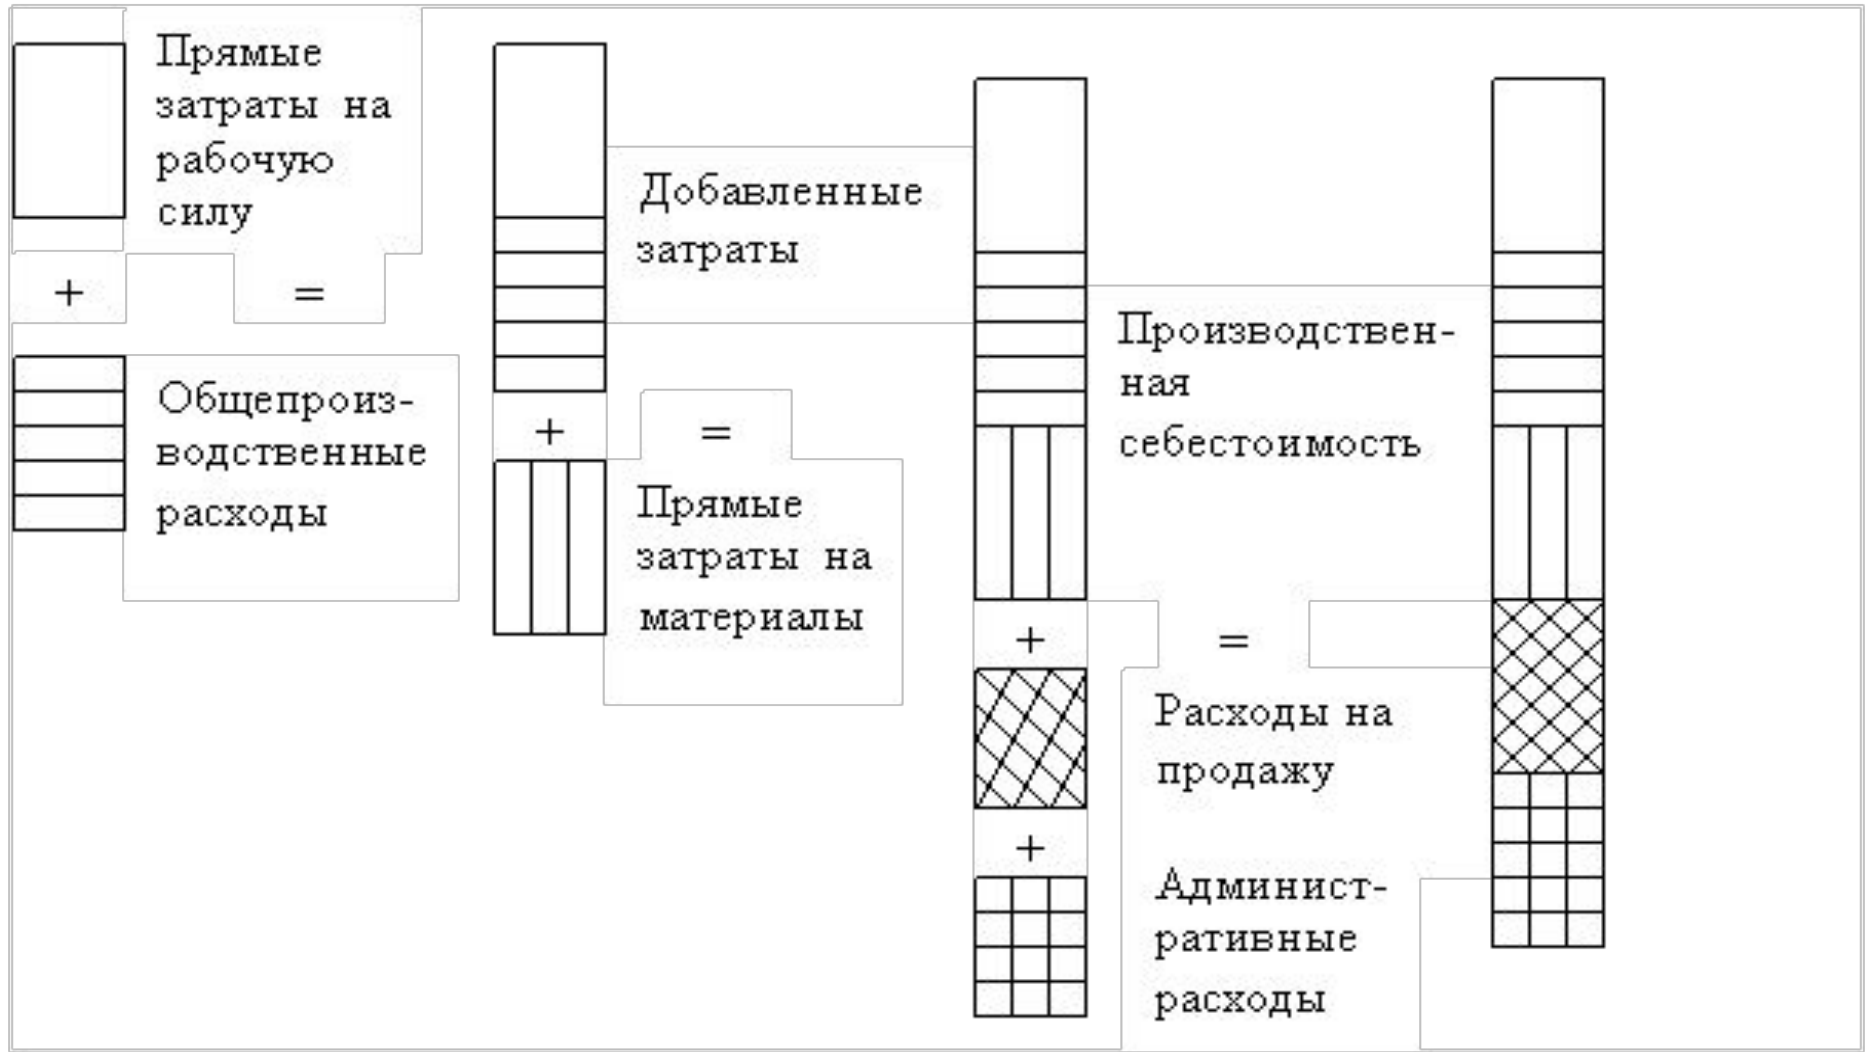 Прямые
затраты на
рабочую
силу
+
=
Общепроиз-
водственные
расходы
Добавленные
затраты
+
=
Прямые
затраты на
материалы
Производствен-
ная
себестоимость
+
=
Расходы на
продажу
+
Админист-
ративные
расходы